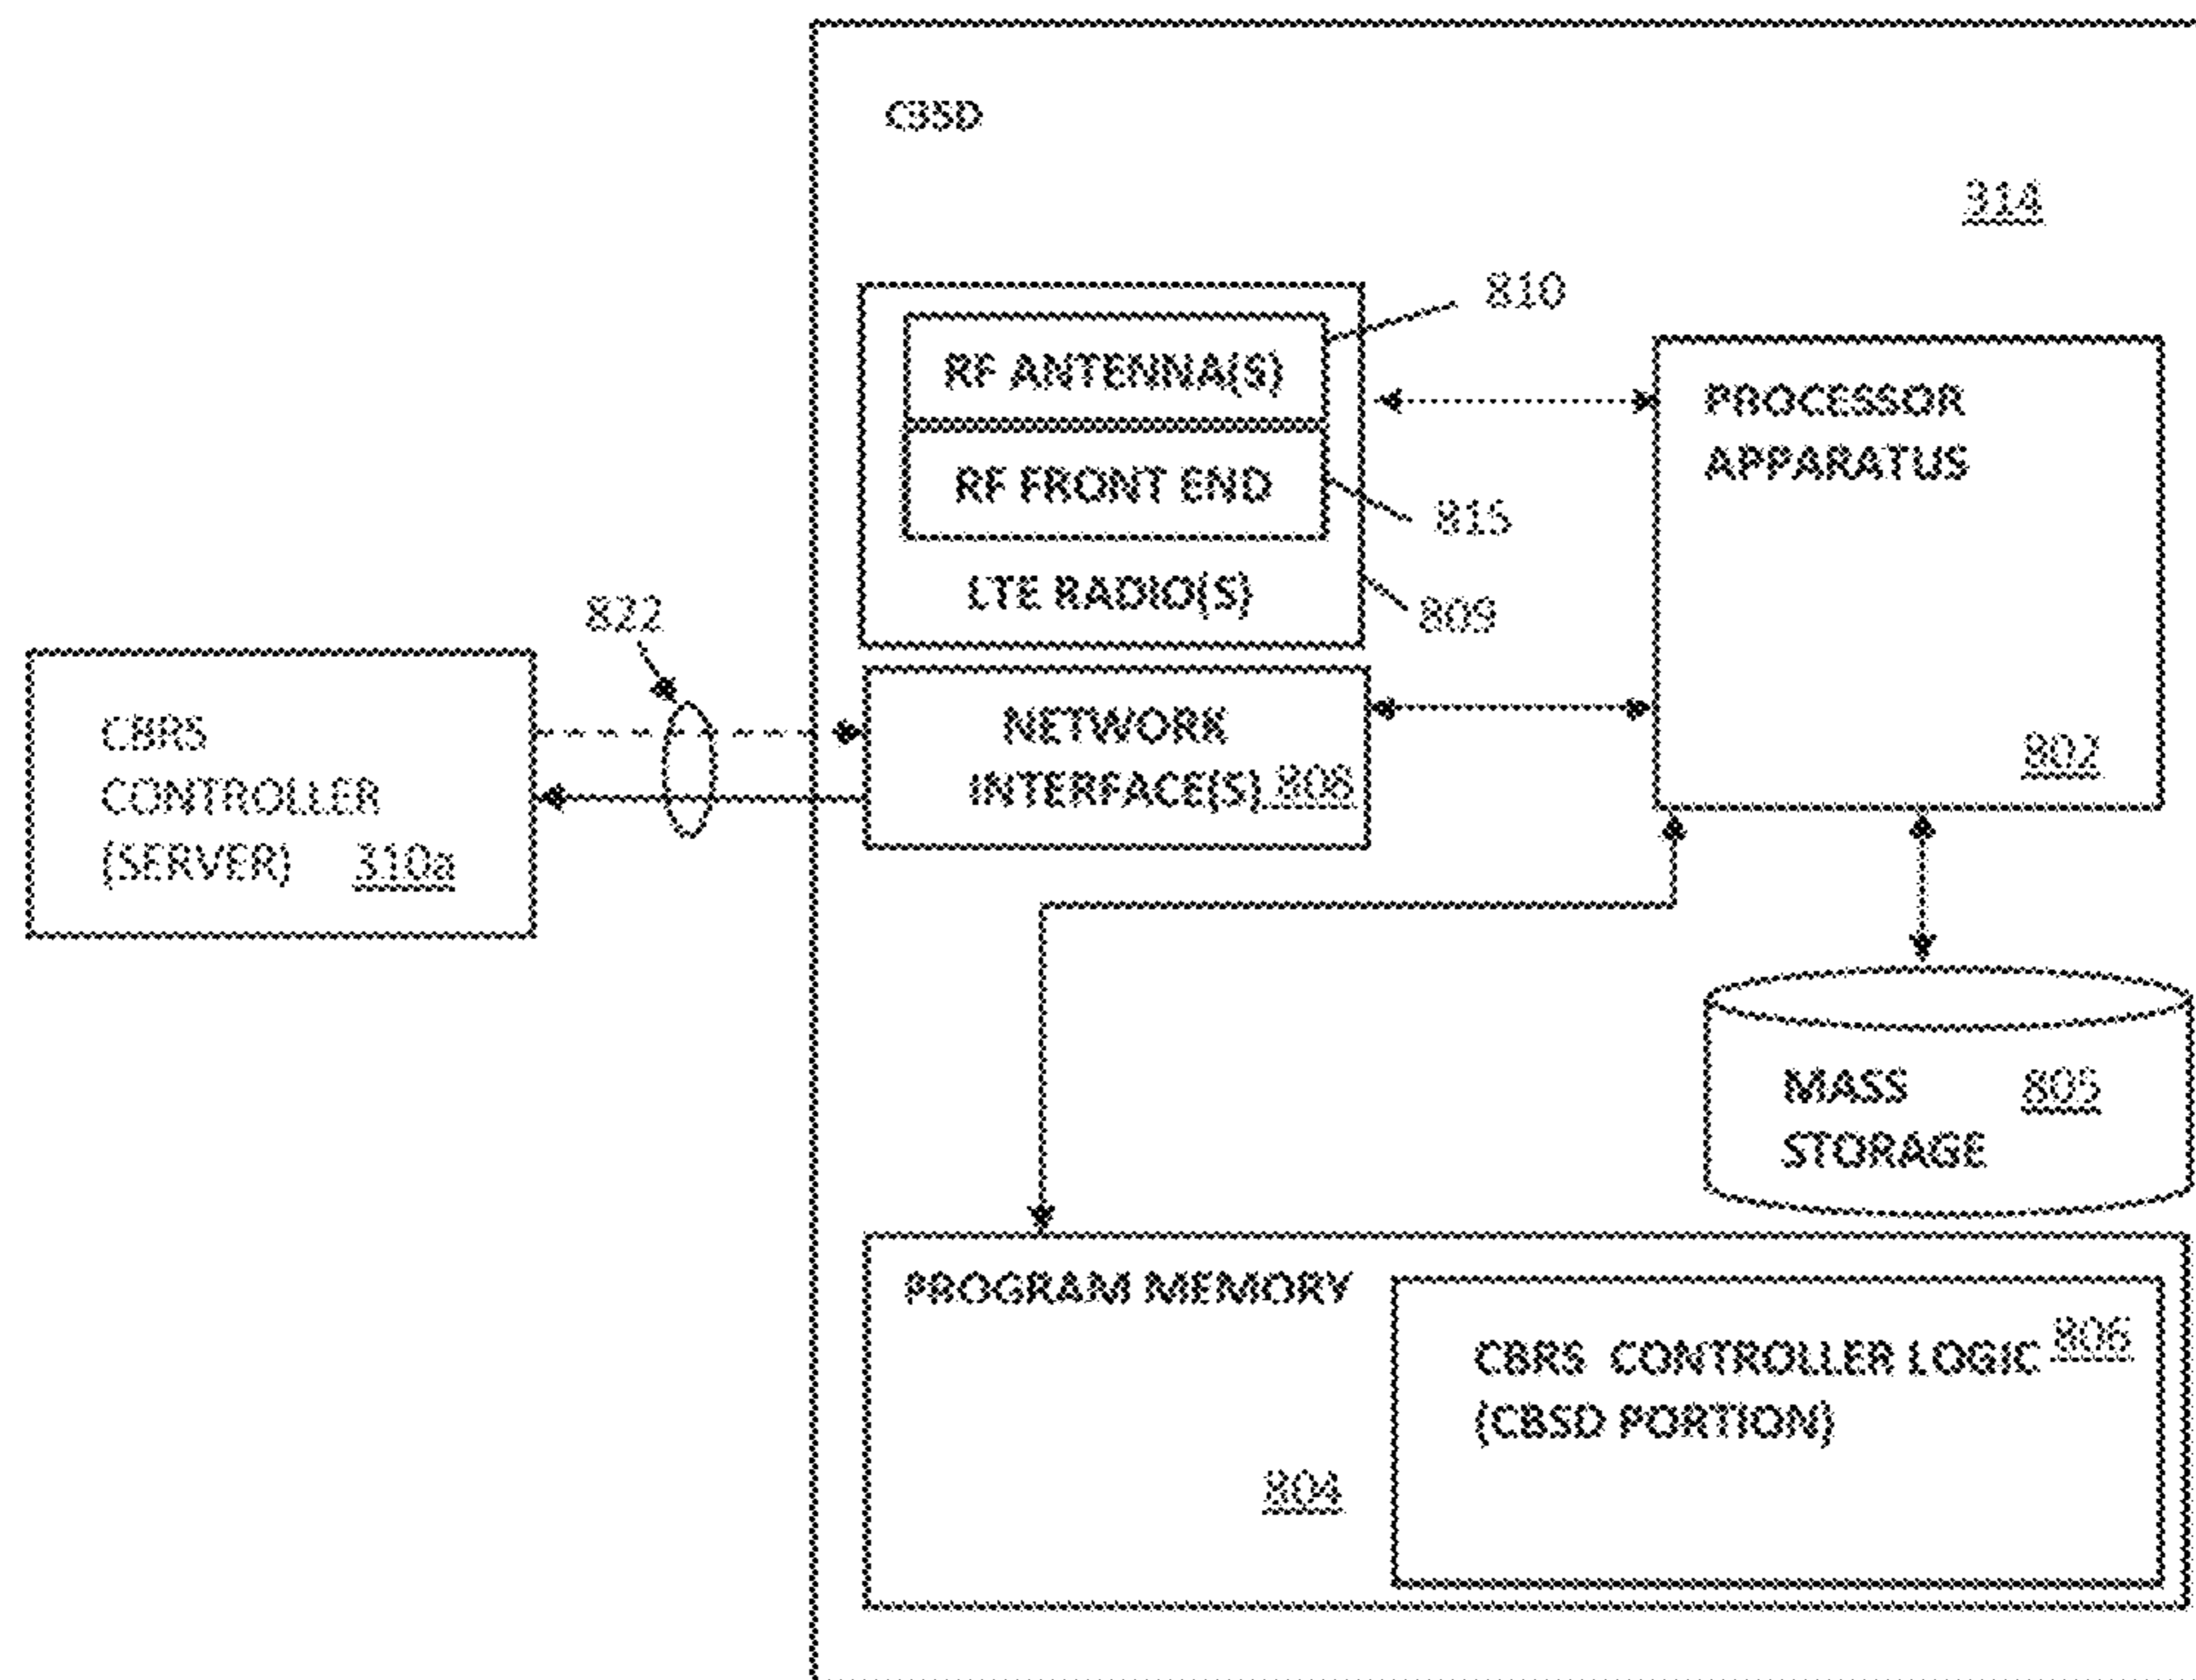 CBSD
314
810
RF ANTENNA(S)
PROCESSOR
APPARATUS
RF FRONT END
815
LTE RADIO(S)
822
809
CBRS
CONTROLLER
(SERVER) 310a
NETWORK
INTERFACE(S) 808
802
MASS 805
STORAGE
PROGRAM MEMORY
CBRS CONTROLLER LOGIC 806
(CBSD PORTION)
804